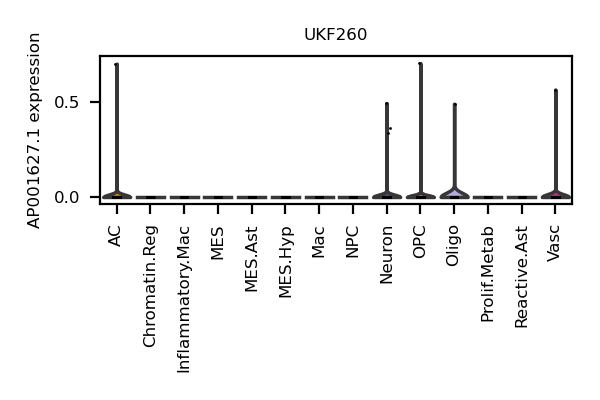 UKF260
AP001627.1 expression
0.5
0.0
AC
Chromatin.Reg
Inflammatory.Mac
MES
MES.Ast
MES.Hyp
Mac
NPC
Neuron
OPC
Oligo
Prolif.Metab
Reactive.Ast
Vasc